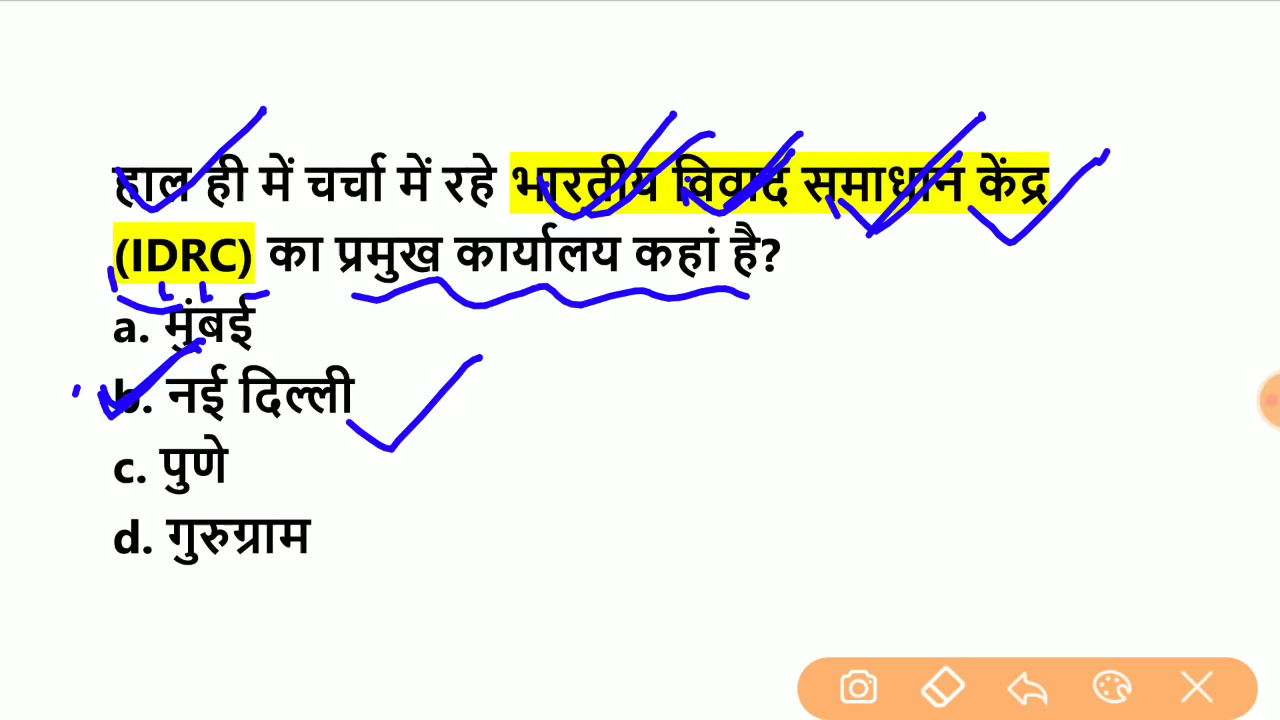 हाल ही में चर्चा में रहे भारतीय विवाद समाधान केंद्र
(IDRC) का प्रमुख कार्यालय कहां है?
a. मुंबई
b. नई दिल्ली
c. पुणे
d. गुरुग्राम